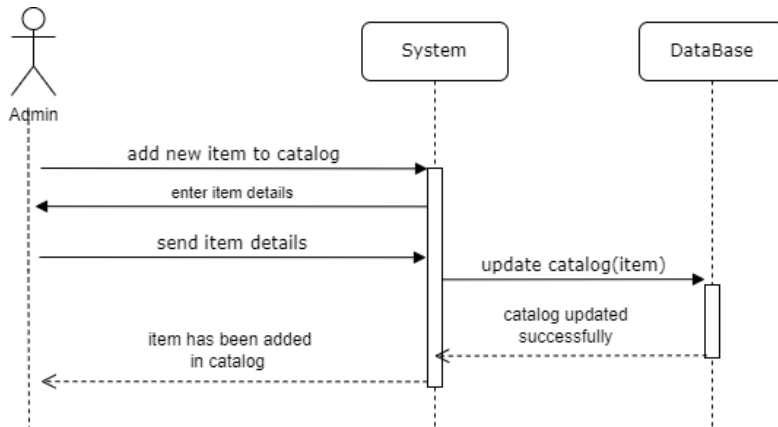 System
DataBase
Admin
add new item to catalog
enter item details
send item details
update catalog(item)
catalog updated
successfully
item has been added
in catalog